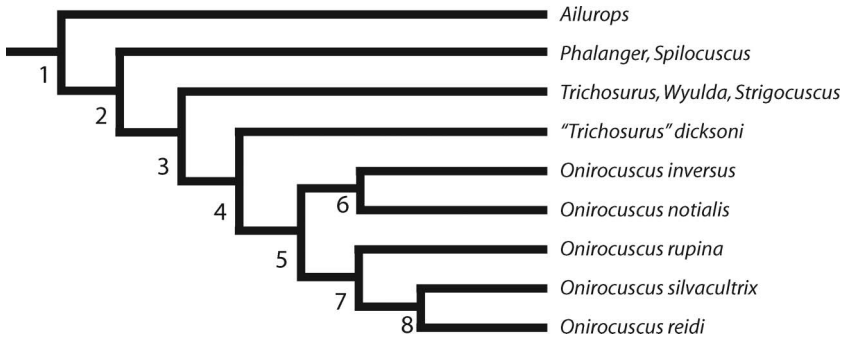 Ailurops
1
Phalanger, Spilocuscus
2
Trichosurus, Wyulda, Strigocuscus
3
“Trichosurus” dicksoni
4
Onirocuscus inversus
6
Onirocuscus notialis
5
Onirocuscus rupina
7
Onirocuscus silvacultrix
8
Onirocuscus reidi